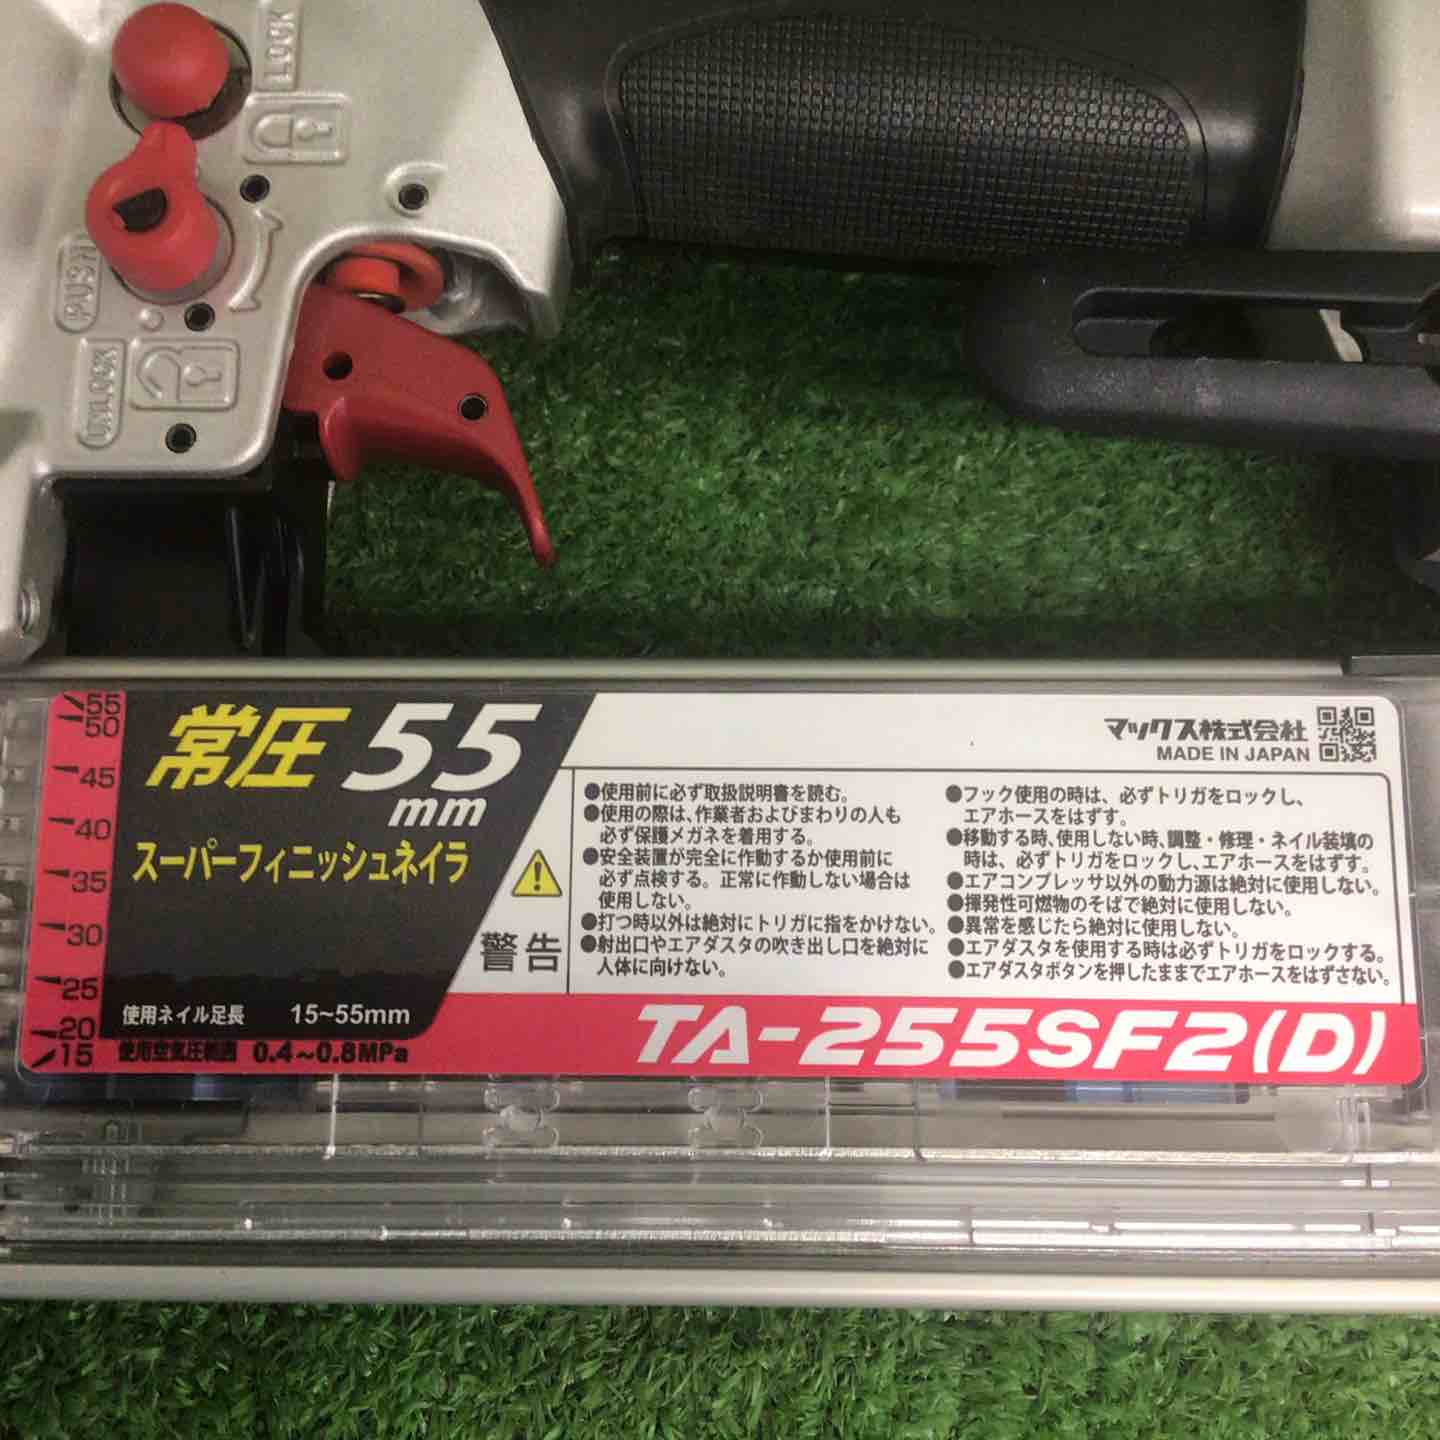 LOCK
PUSH
UNLOCK
55
50
45
40
35
30
25
20
15
常圧 55
mm
スーパーフィニッシュネイラ
使用ネイル足長 15~55mm
使用空気圧範囲 0.4~0.8MPa
マックス株式会社
MADE IN JAPAN
警告
●使用前に必ず取扱説明書を読む。
●使用の際は、作業者およびまわりの人も
必ず保護メガネを着用する。
●安全装置が完全に作動するか使用前に
必ず点検する。正常に作動しない場合は
使用しない。
●打つ時以外は絶対にトリガに指をかけない。
●射出口やエアダスタの吹き出し口を絶対に
人体に向けない。
●フック使用の時は、必ずトリガをロックし、
エアホースをはずす。
●移動する時、使用しない時、調整・修理・ネイル装填の
時は、必ずトリガをロックし、エアホースをはずす。
●エアコンプレッサ以外の動力源は絶対に使用しない。
●揮発性可燃物のそばで絶対に使用しない。
●異常を感じたら絶対に使用しない。
●エアダスタを使用する時は必ずトリガをロックする。
●エアダスタボタンを押したままでエアホースをはずさない。
TA-255SF2(D)